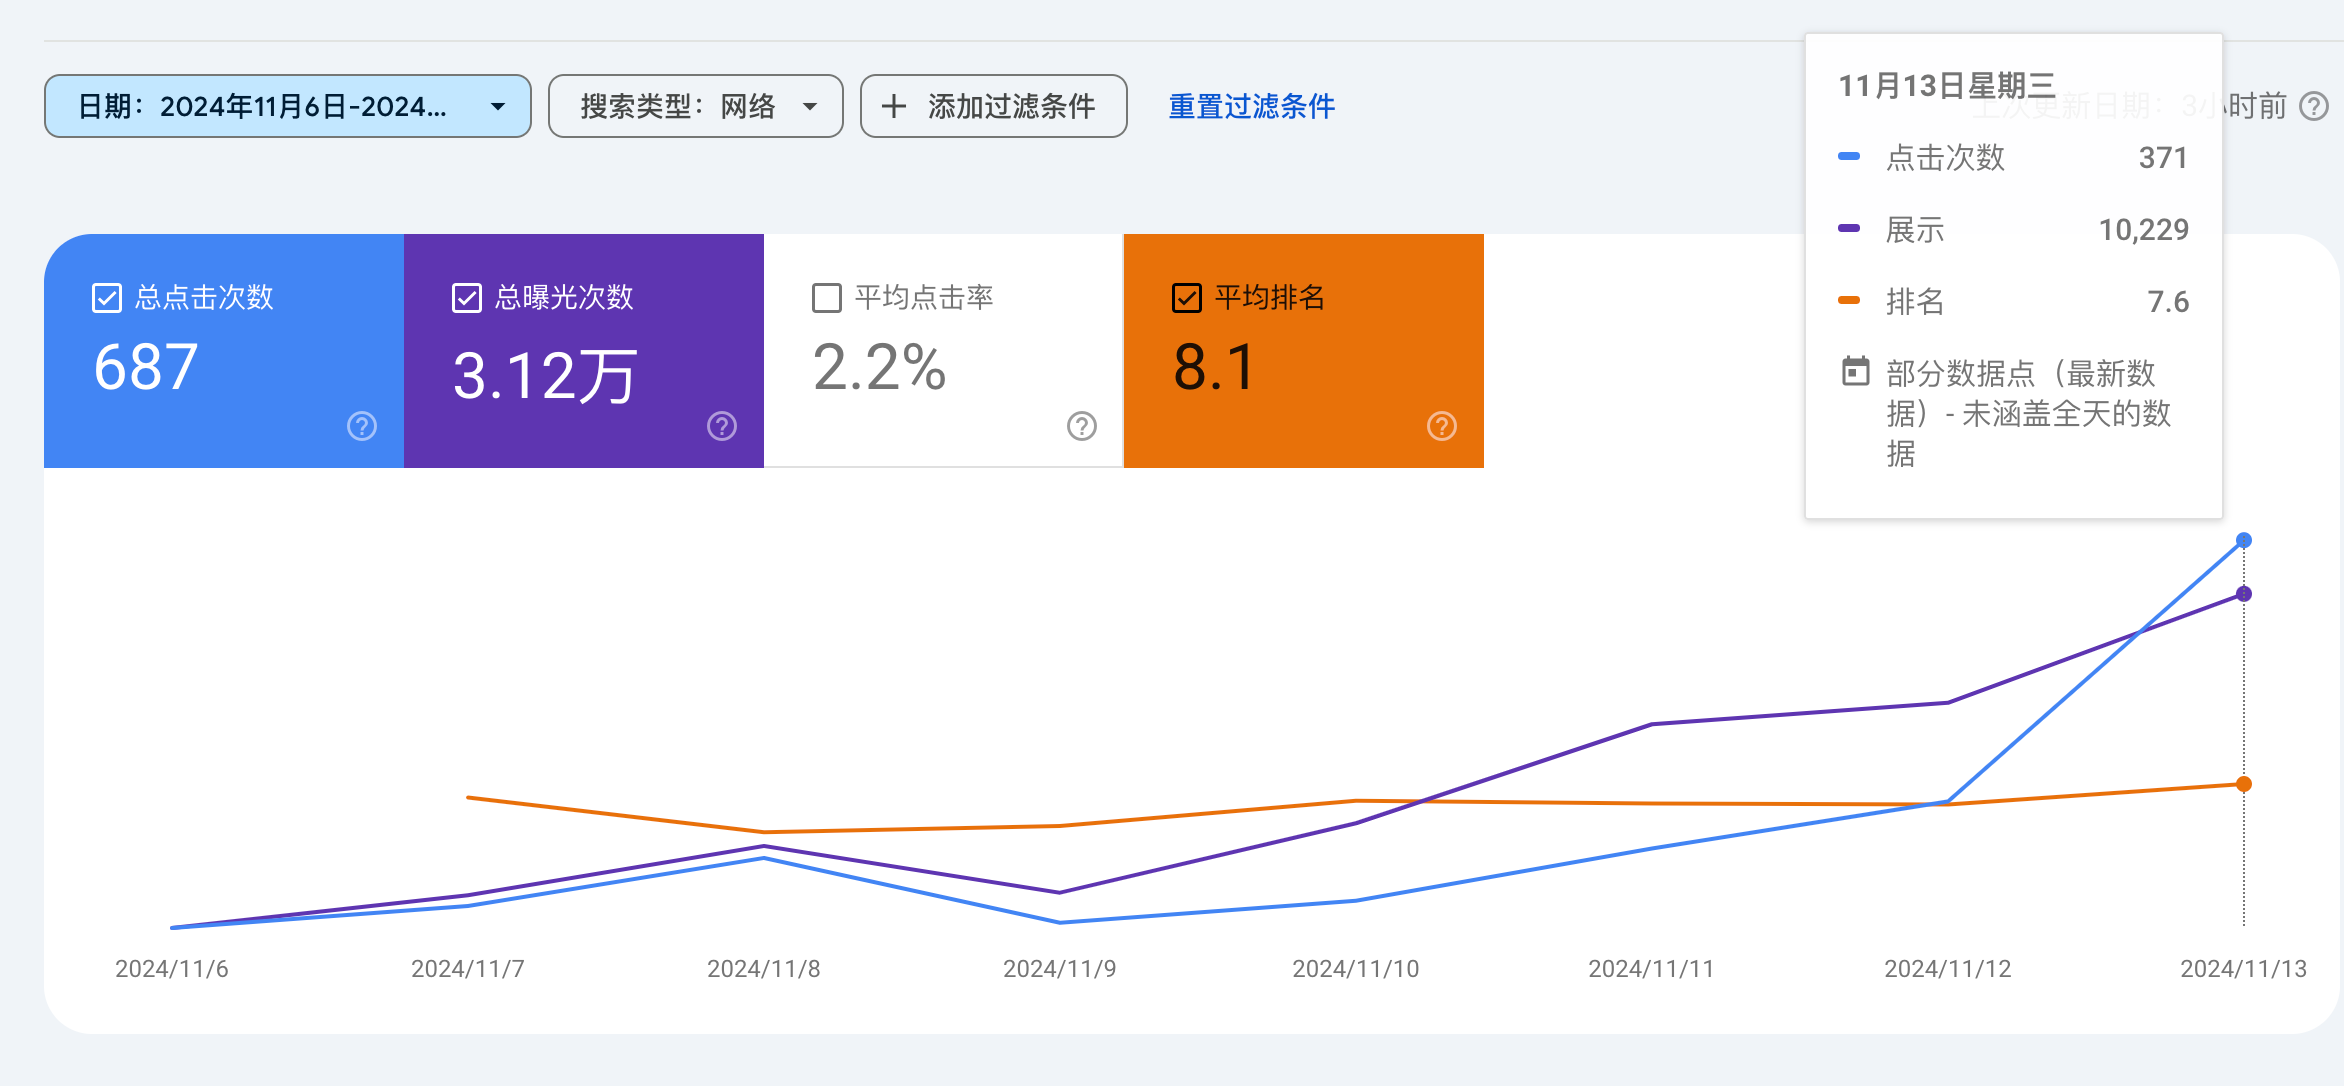 日期：2024年11月6日-2024...
搜索类型：网络
添加过滤条件
重置过滤条件
上次更新日期：3小时前
11月13日星期三
点击次数 371
展示 10,229
排名 7.6
部分数据点（最新数
据）- 未涵盖全天的数
据
总点击次数
687
总曝光次数
3.12万
平均点击率
2.2%
平均排名
8.1
2024/11/6
2024/11/7
2024/11/8
2024/11/9
2024/11/10
2024/11/11
2024/11/12
2024/11/13